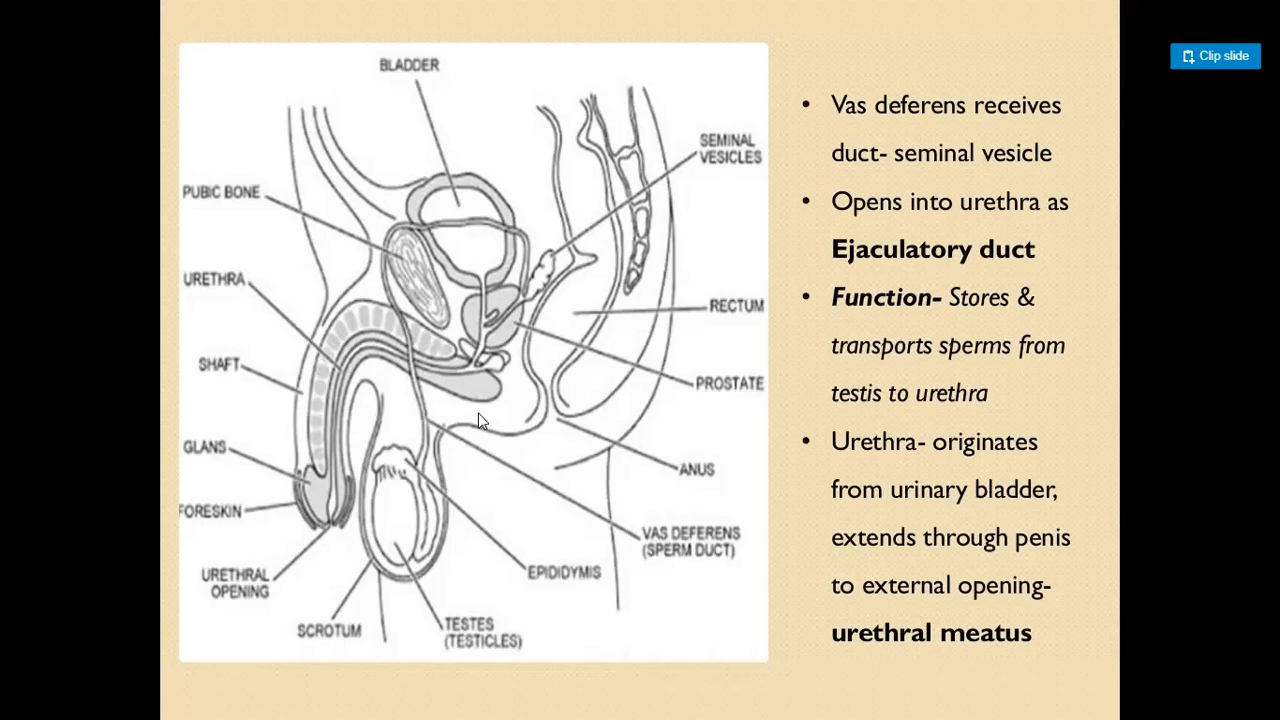 Clip slide
BLADDER
SEMINAL
VESICLES
PUBIC BONE
URETHRA
RECTUM
SHAFT
PROSTATE
GLANS
ANUS
FORESKIN
VAS DEFERENS
(SPERM DUCT)
URETHRAL
OPENING
EPIDIDYMIS
SCROTUM
TESTES
(TESTICLES)
• Vas deferens receives
duct- seminal vesicle
• Opens into urethra as
Ejaculatory duct
• Function- Stores &
transports sperms from
testis to urethra
• Urethra- originates
from urinary bladder,
extends through penis
to external opening-
urethral meatus